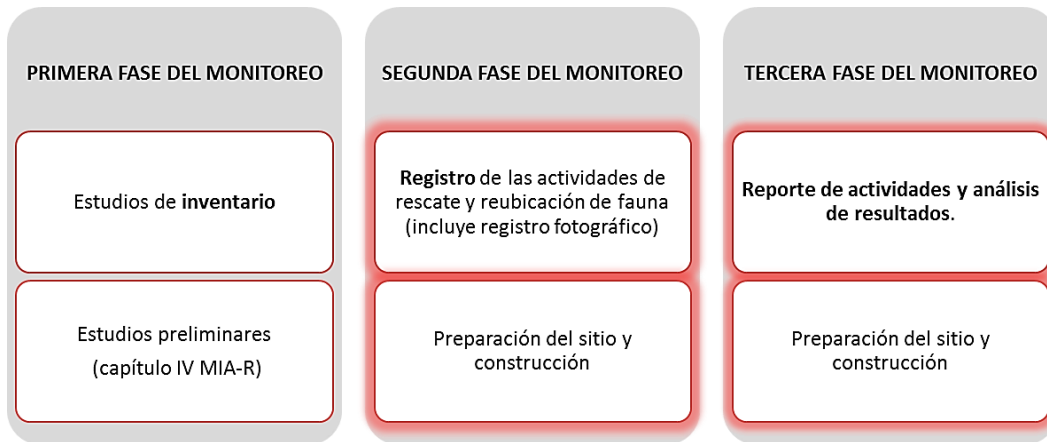 PRIMERA FASE DEL MONITOREO
Estudios de inventario
Estudios preliminares
(capítulo IV MIA-R)
SEGUNDA FASE DEL MONITOREO
Registro de las actividades de
rescate y reubicación de fauna
(incluye registro fotográfico)
Preparación del sitio y
construcción
TERCERA FASE DEL MONITOREO
Reporte de actividades y análisis
de resultados.
Preparación del sitio y
construcción